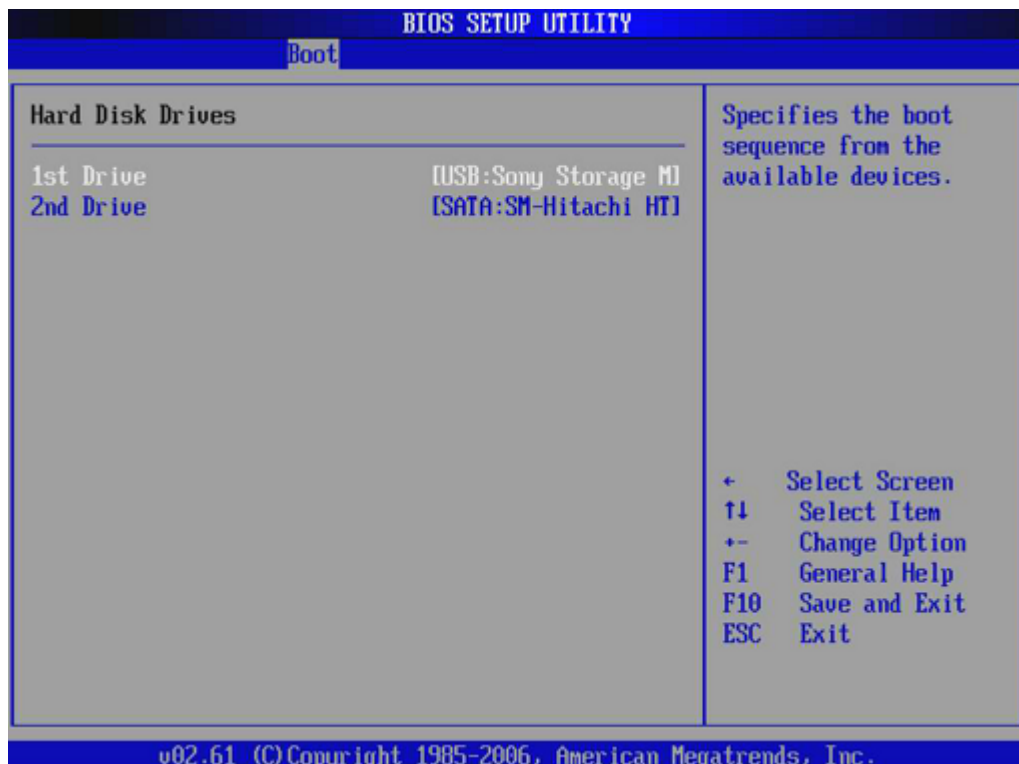 BIOS SETUP UTILITY
Boot
Hard Disk Drives
1st Drive [USB:Sony Storage M]
2nd Drive [SATA:SM-Hitachi HT]
Specifies the boot
sequence from the
available devices.
← Select Screen
↑↓ Select Item
+- Change Option
F1 General Help
F10 Save and Exit
ESC Exit
v02.61 (C)Copyright 1985-2006, American Megatrends, Inc.